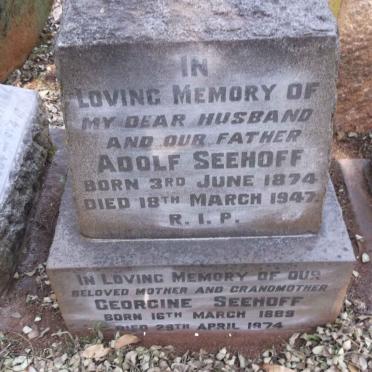 IN
LOVING MEMORY OF
MY DEAR HUSBAND
AND OUR FATHER
ADOLF SEEHOFF
BORN 3RD JUNE 1874
DIED 18TH MARCH 1947.
R.I.P.
IN LOVING MEMORY OF OUR
BELOVED MOTHER AND GRANDMOTHER
GEORGINE SEEHOFF
BORN 16TH MARCH 1889
DIED 28TH APRIL 1974